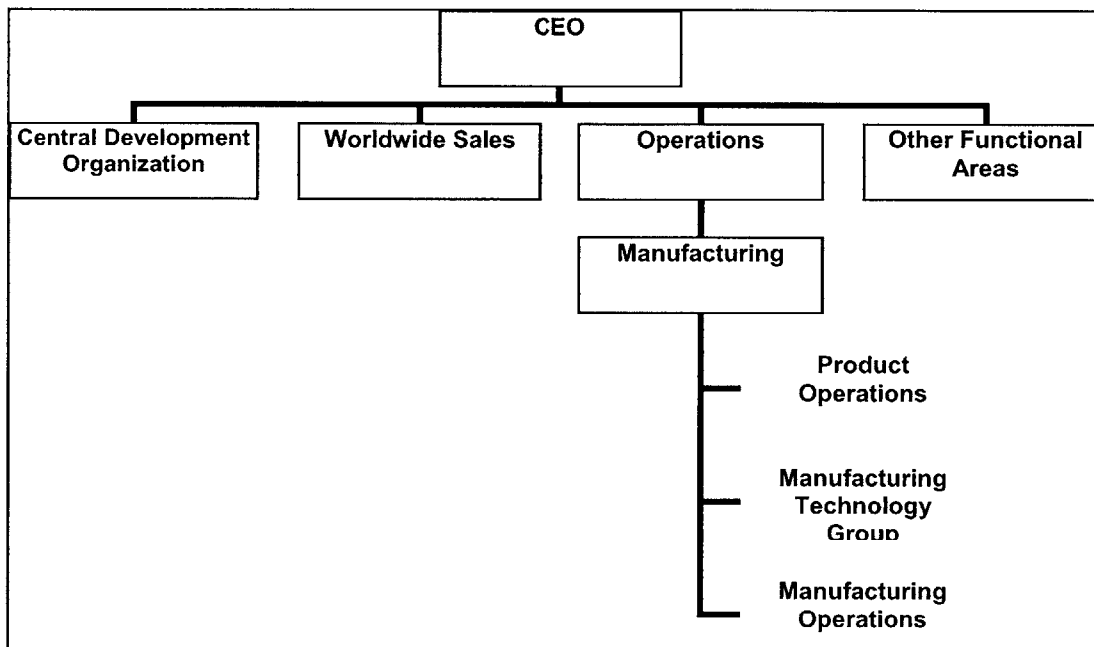 CEO
Central Development
Organization
Worldwide Sales
Operations
Other Functional
Areas
Manufacturing
Product
Operations
Manufacturing
Technology
Group
Manufacturing
Operations